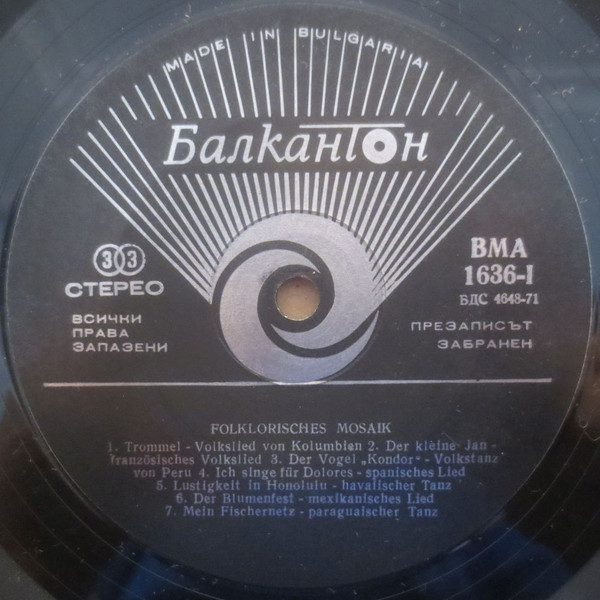 MADE IN BULGARIA
Балкантон
33
СТЕРЕО
ВСИЧКИ
ПРАВА
ЗАПАЗЕНИ
ВМА
1636-I
БДС 4648-71
ПРЕЗАПИСЪТ
ЗАБРАНЕН
FOLKLORISCHES MOSAIK
1. Trommel - Volkslied von Kolumbien 2. Der kleine Jan -
französisches Volkslied 3. Der Vogel „Kondor“ - Volkstanz
von Peru 4. Ich singe für Dolores - spanisches Lied
5. Lustigkeit in Honolulu - havaiischer Tanz
6. Der Blumenfest - mexikanisches Lied
7. Mein Fischernetz - paraguaischer Tanz